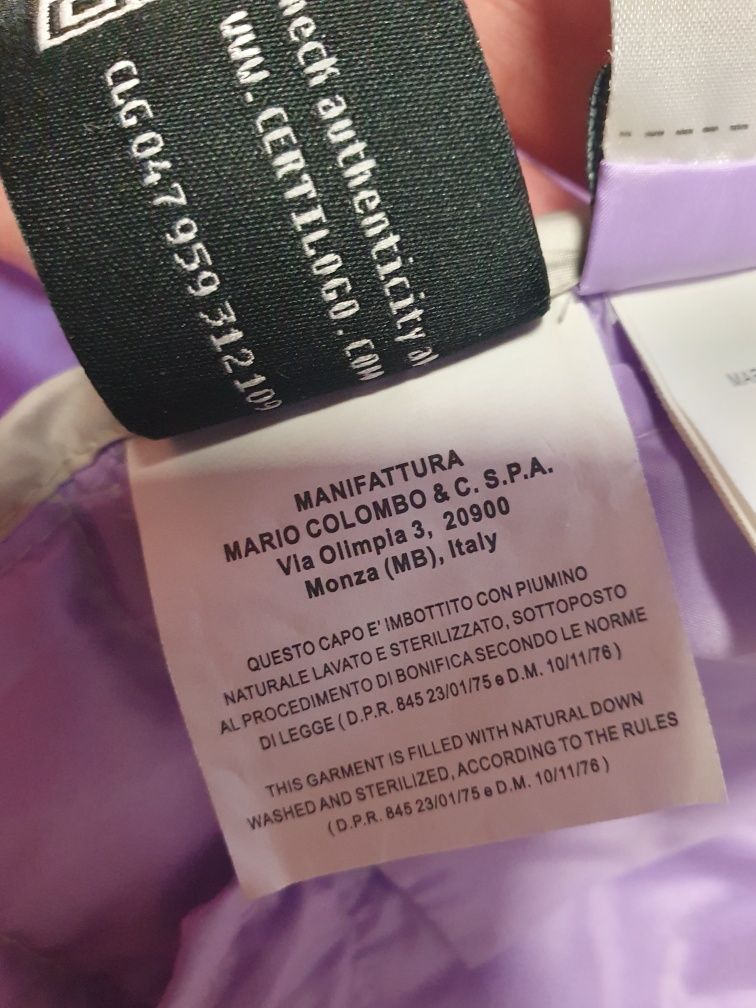 CLG 047 959 312 109
WWW.CERTILOGO.COM
authenticity
MANIFATTURA
MARIO COLOMBO & C. S.P.A.
Via Olimpia 3, 20900
Monza (MB), Italy
QUESTO CAPO E' IMBOTTITO CON PIUMINO
NATURALE LAVATO E STERILIZZATO, SOTTOPOSTO
AL PROCEDIMENTO DI BONIFICA SECONDO LE NORME
DI LEGGE ( D.P.R. 845 23/01/75 e D.M. 10/11/76 )
THIS GARMENT IS FILLED WITH NATURAL DOWN
WASHED AND STERILIZED, ACCORDING TO THE RULES
( D.P.R. 845 23/01/75 e D.M. 10/11/76 )